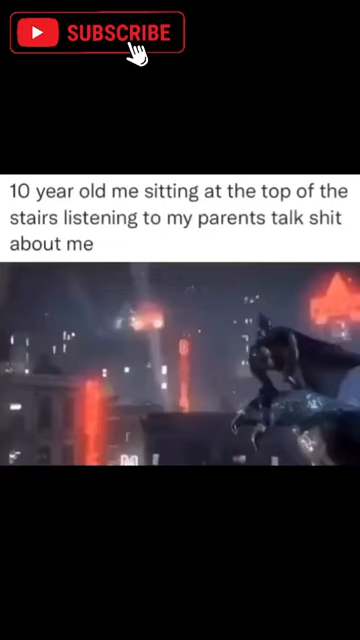 SUBSCRIBE
10 year old me sitting at the top of the
stairs listening to my parents talk shit
about me